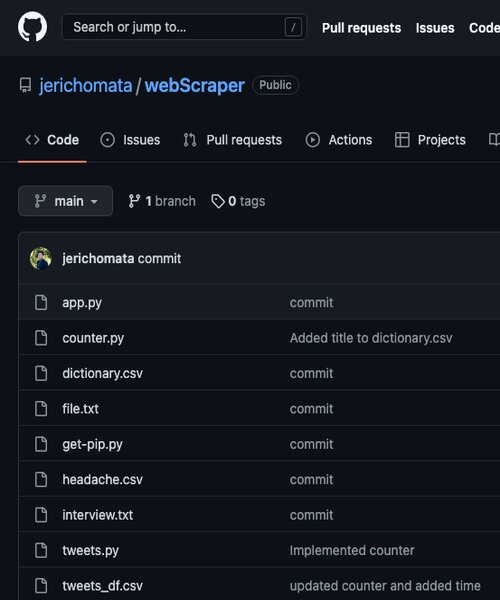 Search or jump to... / Pull requests Issues Code
jerichomata / webScraper Public
Code Issues Pull requests Actions Projects
main 1 branch 0 tags
jerichomata commit
app.py commit
counter.py Added title to dictionary.csv
dictionary.csv commit
file.txt commit
get-pip.py commit
headache.csv commit
interview.txt commit
tweets.py Implemented counter
tweets_df.csv updated counter and added time